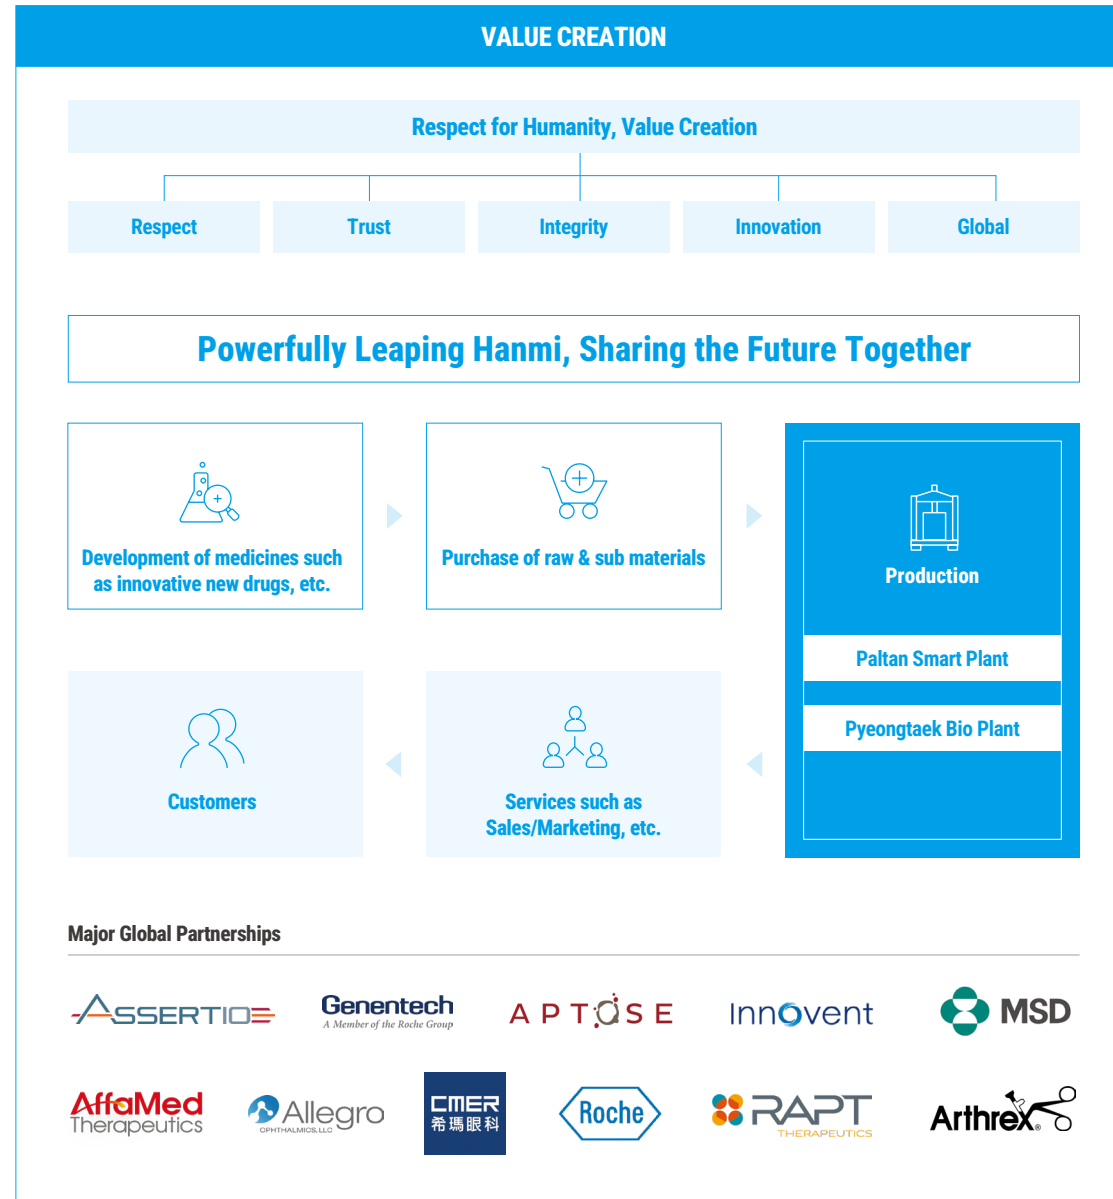 VALUE CREATION
Respect for Humanity, Value Creation
Respect
Trust
Integrity
Innovation
Global
Powerfully Leaping Hanmi, Sharing the Future Together
Development of medicines such
as innovative new drugs, etc.
Purchase of raw & sub materials
Production
Paltan Smart Plant
Pyeongtaek Bio Plant
Customers
Services such as
Sales/Marketing, etc.
Major Global Partnerships
ASSERTIO
Genentech
A Member of the Roche Group
APTOSE
Innovent
MSD
AffaMed
Therapeutics
Allegro
OPHTHALMICS, LLC
CMER
希瑪眼科
Roche
RAPT
THERAPEUTICS
Arthrex®